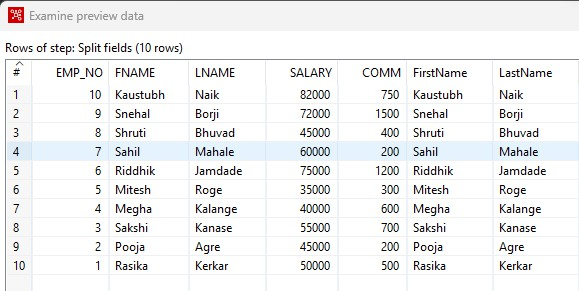 Examine preview data
Rows of step: Split fields (10 rows)
# EMP_NO FNAME LNAME SALARY COMM FirstName LastName
1 10 Kaustubh Naik 82000 750 Kaustubh Naik
2 9 Snehal Borji 72000 1500 Snehal Borji
3 8 Shruti Bhuvad 45000 400 Shruti Bhuvad
4 7 Sahil Mahale 60000 200 Sahil Mahale
5 6 Riddhik Jamdade 75000 1200 Riddhik Jamdade
6 5 Mitesh Roge 35000 300 Mitesh Roge
7 4 Megha Kalange 40000 600 Megha Kalange
8 3 Sakshi Kanase 55000 700 Sakshi Kanase
9 2 Pooja Agre 45000 200 Pooja Agre
10 1 Rasika Kerkar 50000 500 Rasika Kerkar